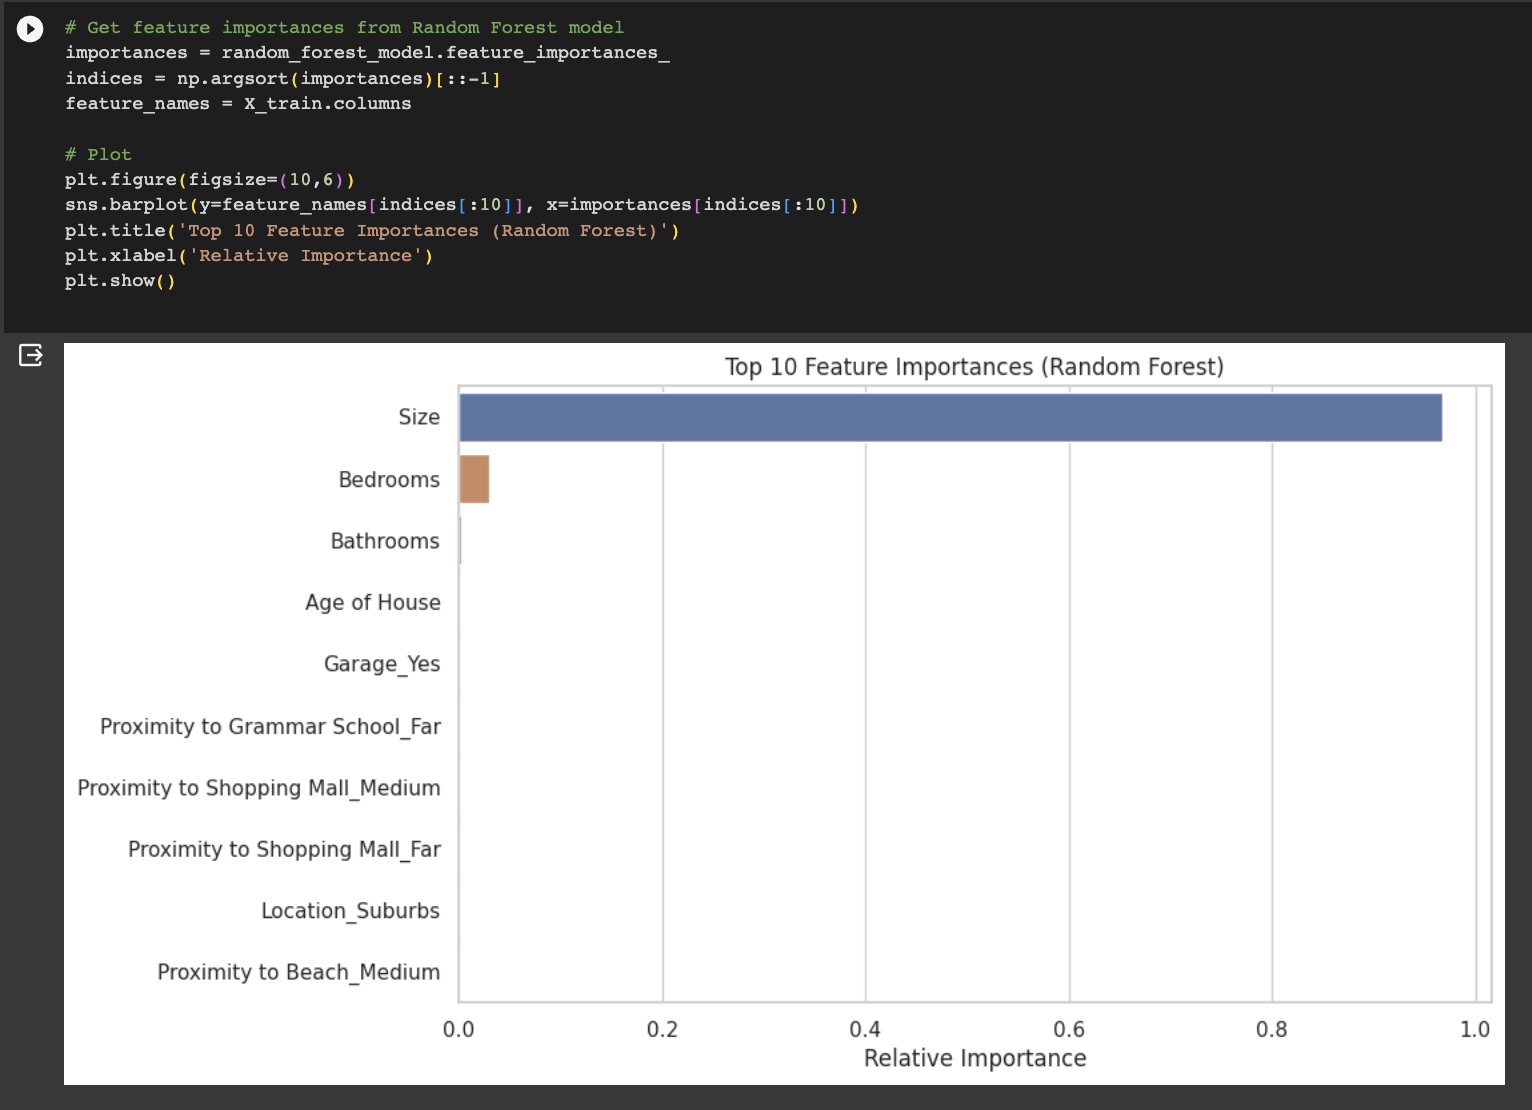 # Get feature importances from Random Forest model
importances = random_forest_model.feature_importances_
indices = np.argsort(importances)[::-1]
feature_names = X_train.columns
# Plot
plt.figure(figsize=(10,6))
sns.barplot(y=feature_names[indices[:10]], x=importances[indices[:10]])
plt.title('Top 10 Feature Importances (Random Forest)')
plt.xlabel('Relative Importance')
plt.show()
Top 10 Feature Importances (Random Forest)
Size
Bedrooms
Bathrooms
Age of House
Garage_Yes
Proximity to Grammar School_Far
Proximity to Shopping Mall_Medium
Proximity to Shopping Mall_Far
Location_Suburbs
Proximity to Beach_Medium
0.0 0.2 0.4 0.6 0.8 1.0
Relative Importance